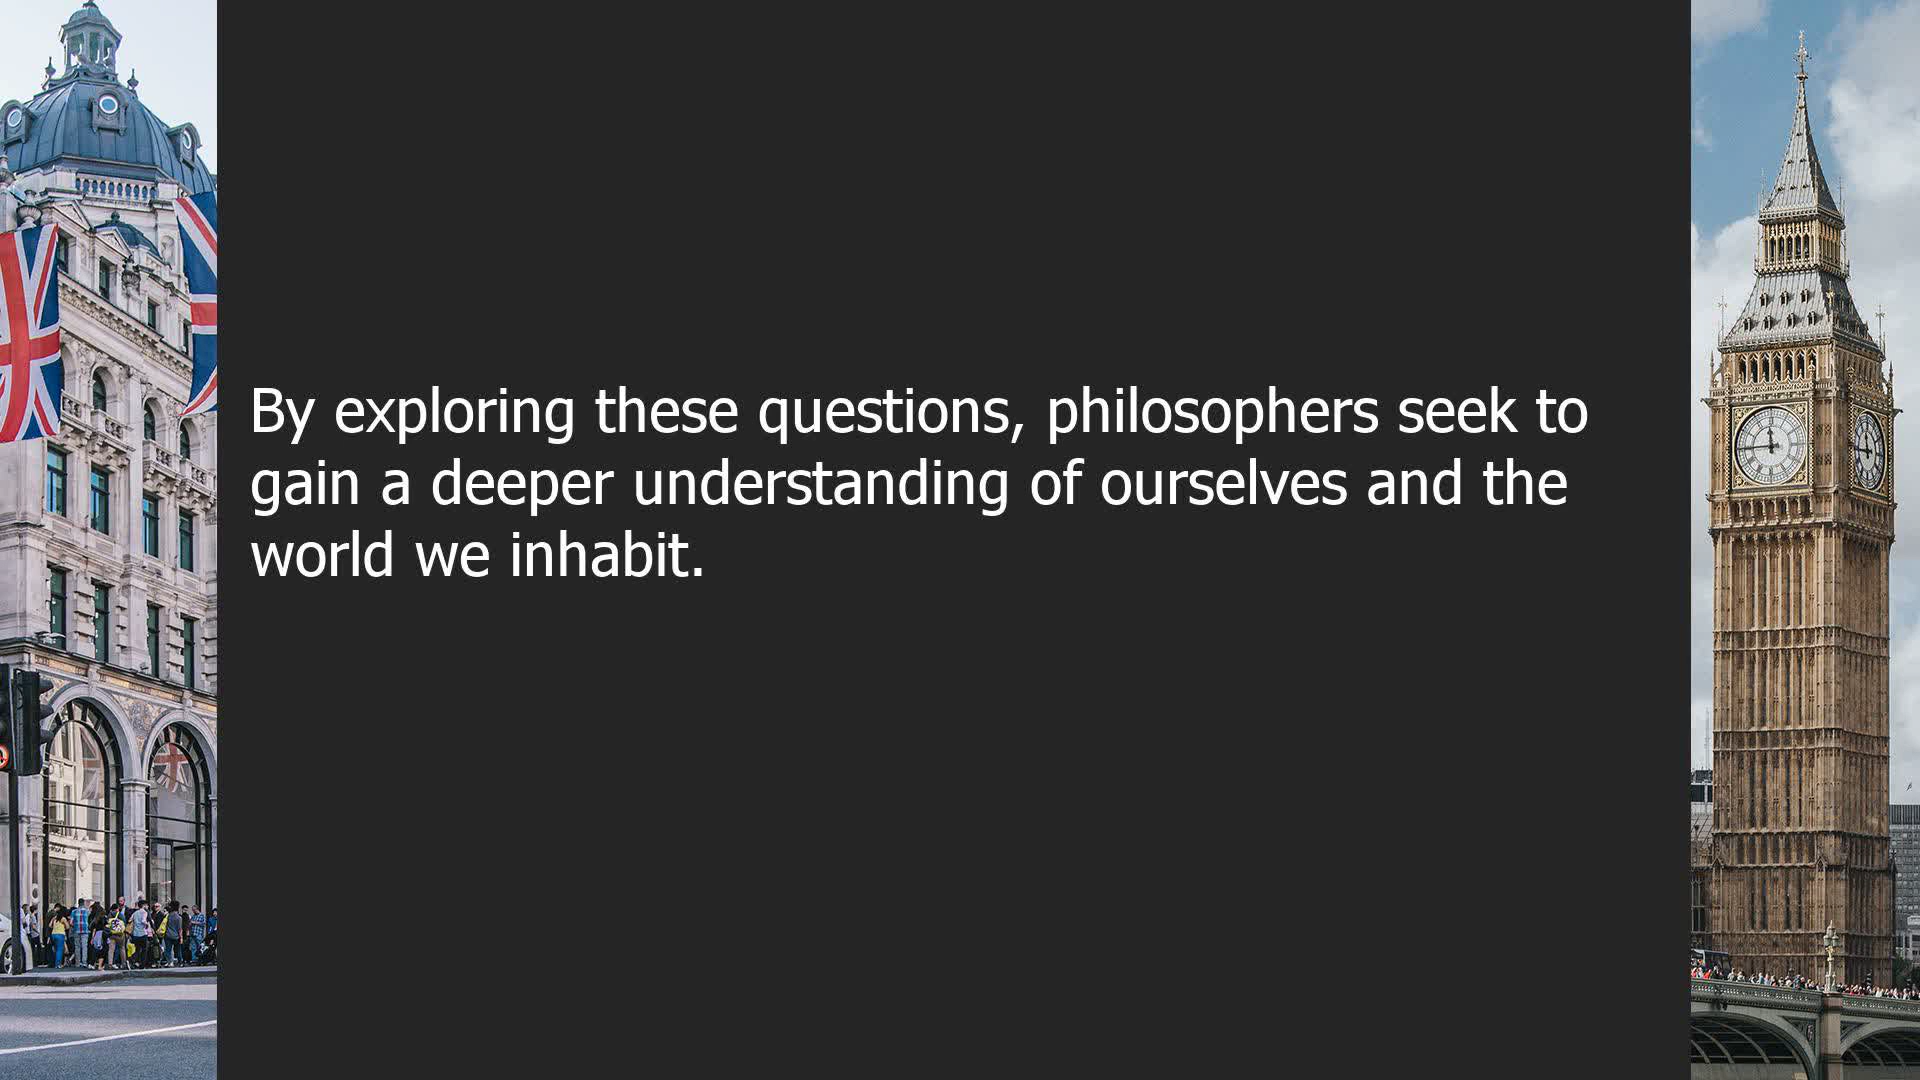 By exploring these questions, philosophers seek to
gain a deeper understanding of ourselves and the
world we inhabit.